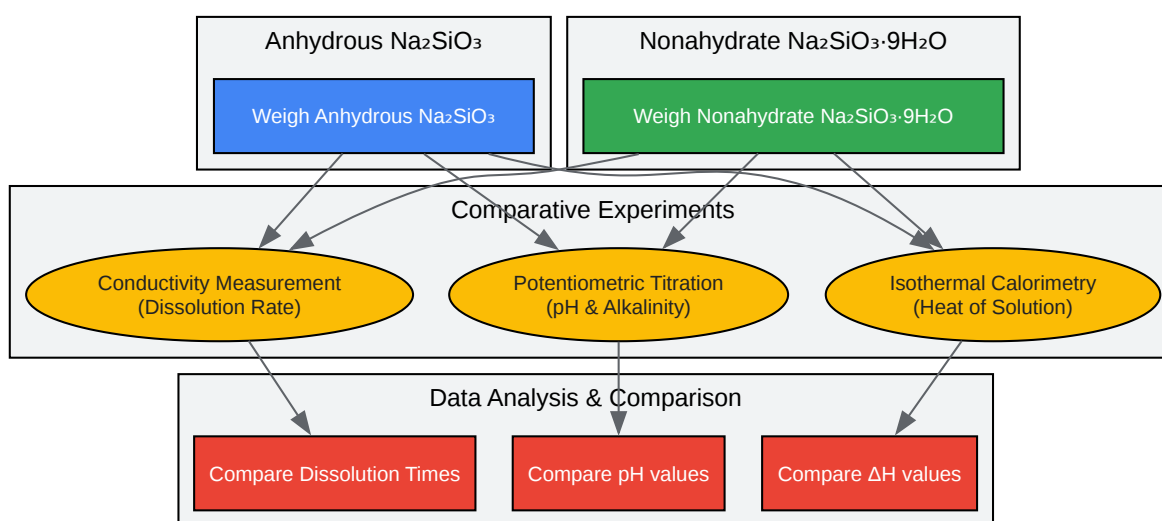 Anhydrous Na₂SiO₃
Nonahydrate Na₂SiO₃·9H₂O
Weigh Anhydrous Na₂SiO₃
Weigh Nonahydrate Na₂SiO₃·9H₂O
Comparative Experiments
Conductivity Measurement
(Dissolution Rate)
Potentiometric Titration
(pH & Alkalinity)
Isothermal Calorimetry
(Heat of Solution)
Data Analysis & Comparison
Compare Dissolution Times
Compare pH values
Compare ΔH values